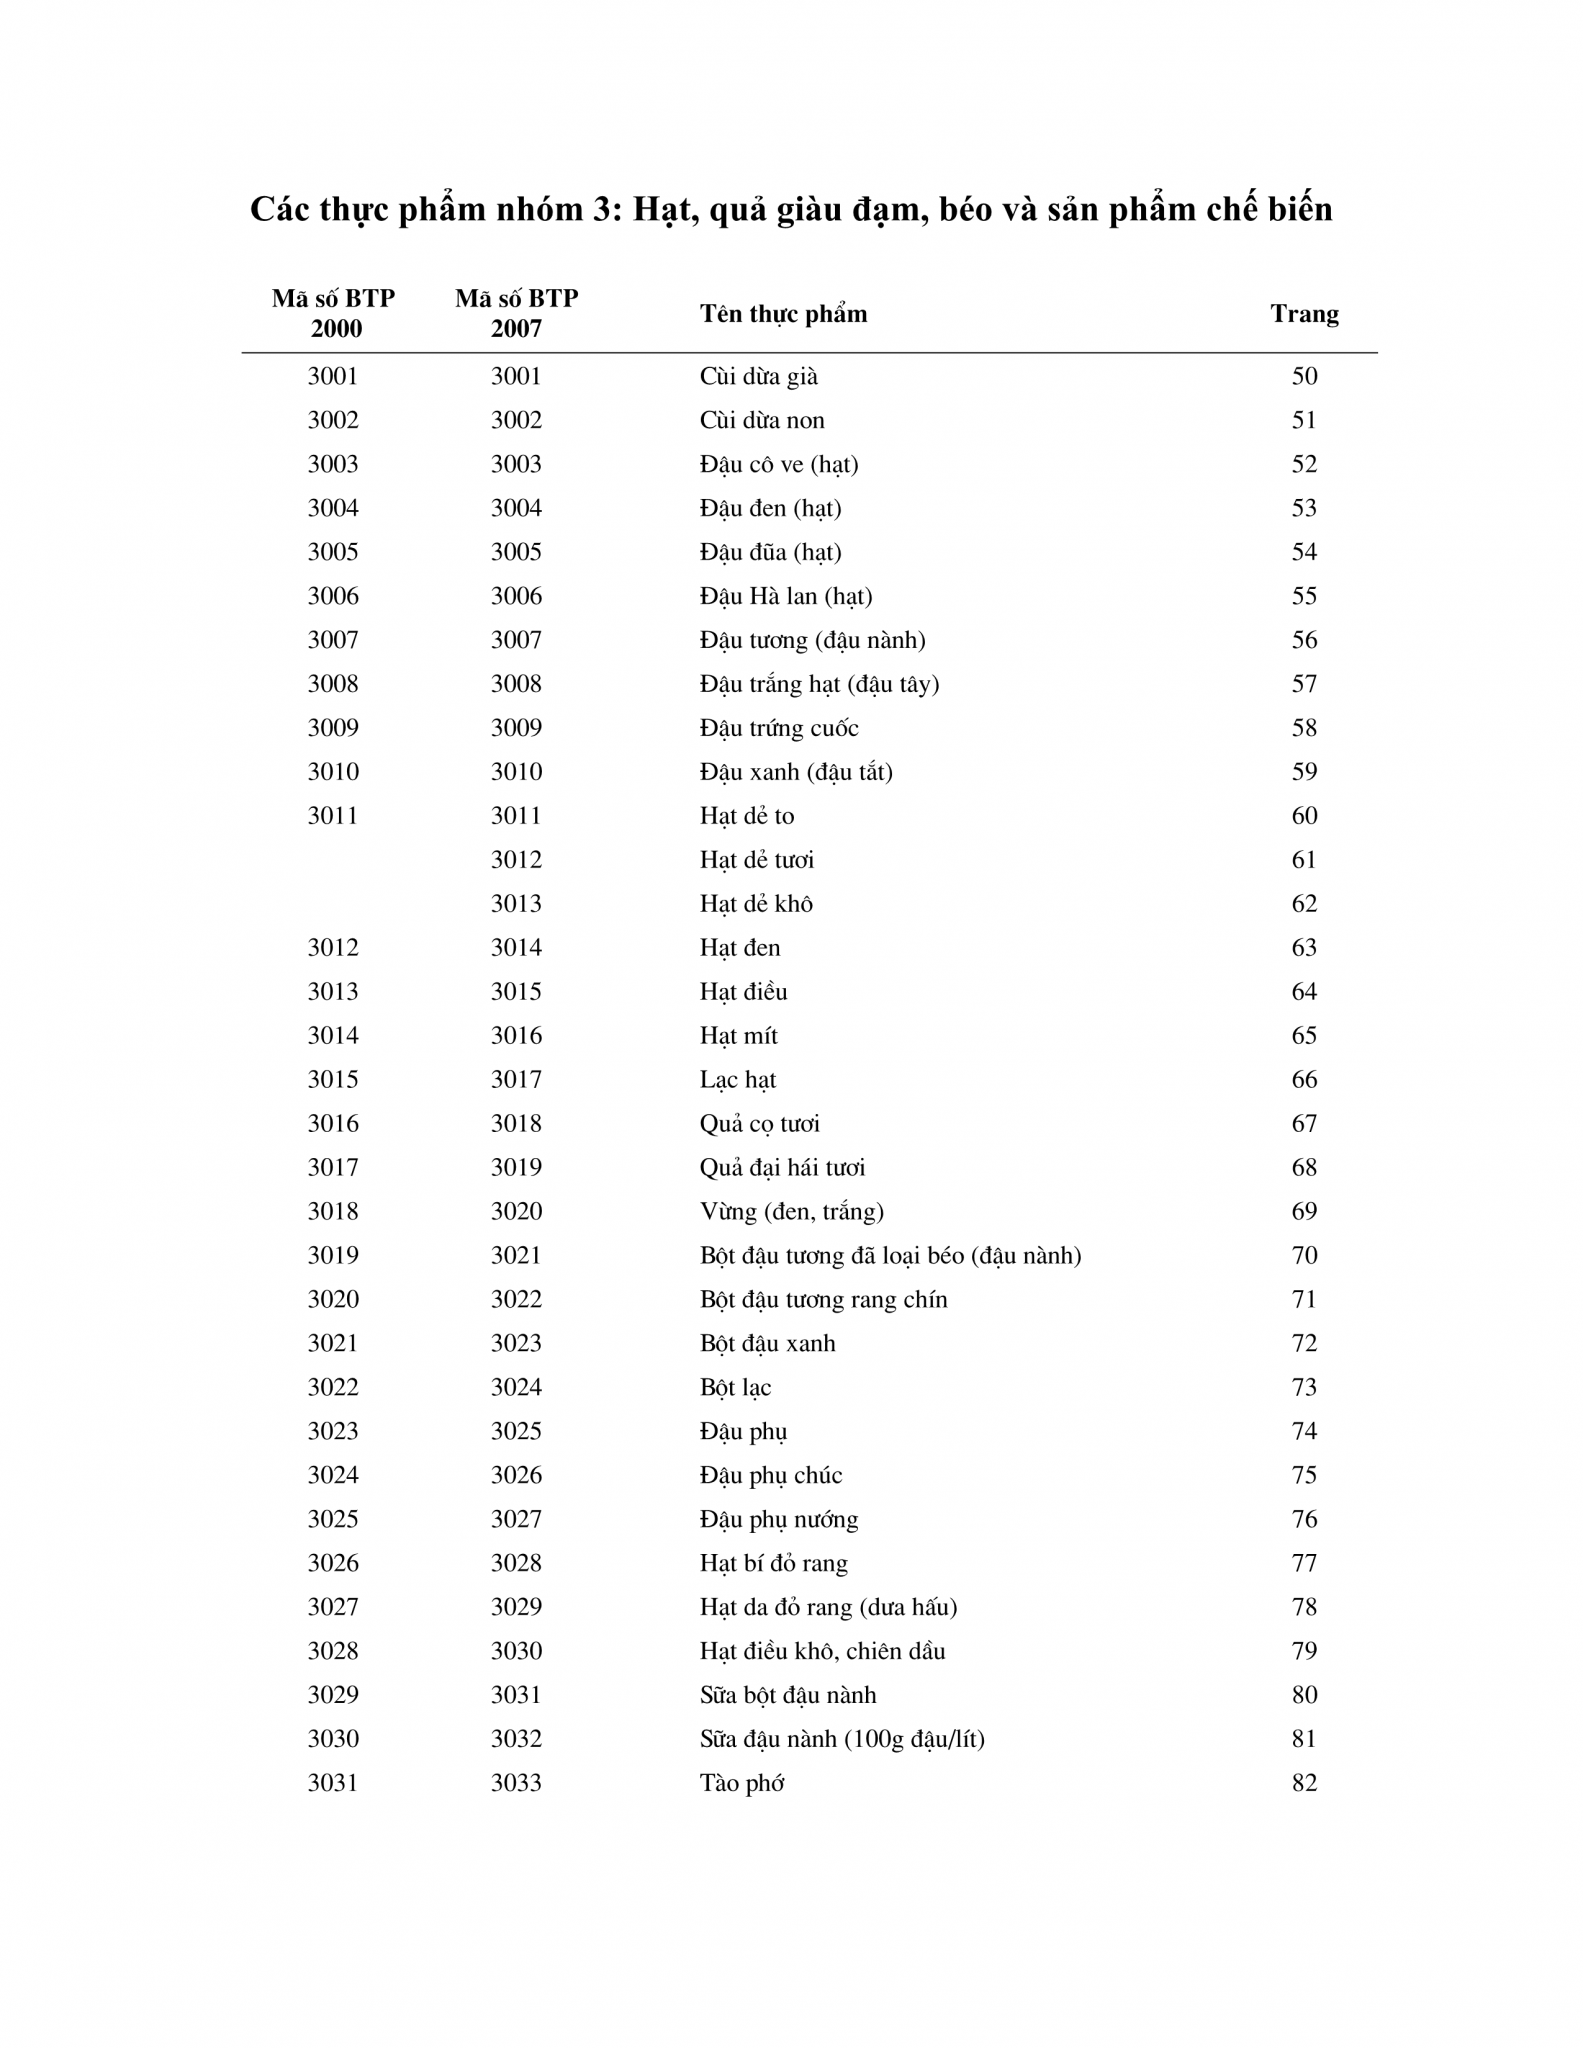 Các thực phẩm nhóm 3: Hạt, quả giàu đạm, béo và sản phẩm chế biến
Mã số BTP 2000 Mã số BTP 2007 Tên thực phẩm Trang
3001 3001 Cùi dừa già 50
3002 3002 Cùi dừa non 51
3003 3003 Đậu cô ve (hạt) 52
3004 3004 Đậu đen (hạt) 53
3005 3005 Đậu đũa (hạt) 54
3006 3006 Đậu Hà lan (hạt) 55
3007 3007 Đậu tương (đậu nành) 56
3008 3008 Đậu trắng hạt (đậu tây) 57
3009 3009 Đậu trứng cuốc 58
3010 3010 Đậu xanh (đậu tắt) 59
3011 3011 Hạt dẻ to 60
3012 Hạt dẻ tươi 61
3013 Hạt dẻ khô 62
3012 3014 Hạt đen 63
3013 3015 Hạt điều 64
3014 3016 Hạt mít 65
3015 3017 Lạc hạt 66
3016 3018 Quả cọ tươi 67
3017 3019 Quả đại hái tươi 68
3018 3020 Vừng (đen, trắng) 69
3019 3021 Bột đậu tương đã loại béo (đậu nành) 70
3020 3022 Bột đậu tương rang chín 71
3021 3023 Bột đậu xanh 72
3022 3024 Bột lạc 73
3023 3025 Đậu phụ 74
3024 3026 Đậu phụ chúc 75
3025 3027 Đậu phụ nướng 76
3026 3028 Hạt bí đỏ rang 77
3027 3029 Hạt da đỏ rang (dưa hấu) 78
3028 3030 Hạt điều khô, chiên dầu 79
3029 3031 Sữa bột đậu nành 80
3030 3032 Sữa đậu nành (100g đậu/lít) 81
3031 3033 Tào phớ 82